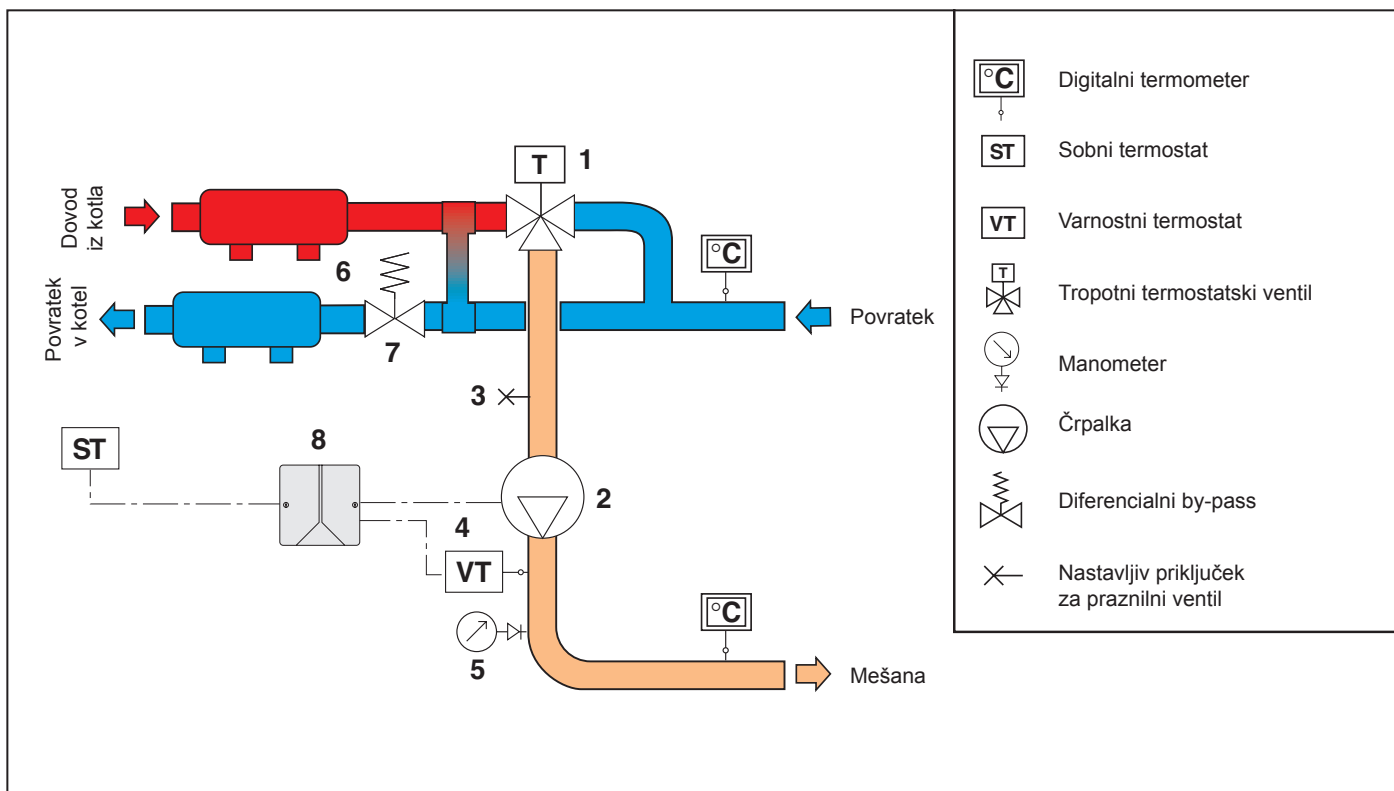 T
1
Dovod
iz kotla
6
°C
Povratek
v kotel
7
Povratek
3
ST
8
2
4
VT
5
°C
Mešana
°C
Digitalni termometer
ST
Sobni termostat
VT
Varnostni termostat
T
Tropotni termostatski ventil
Manometer
Črpalka
Diferencialni by-pass
Nastavljiv priključek
za praznilni ventil